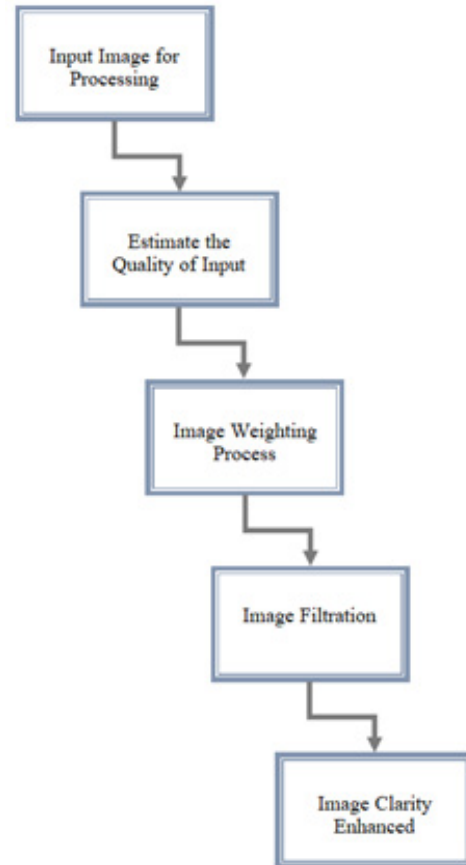 Input Image for
Processing
Estimate the
Quality of Input
Image Weighting
Process
Image Filtration
Image Clarity
Enhanced